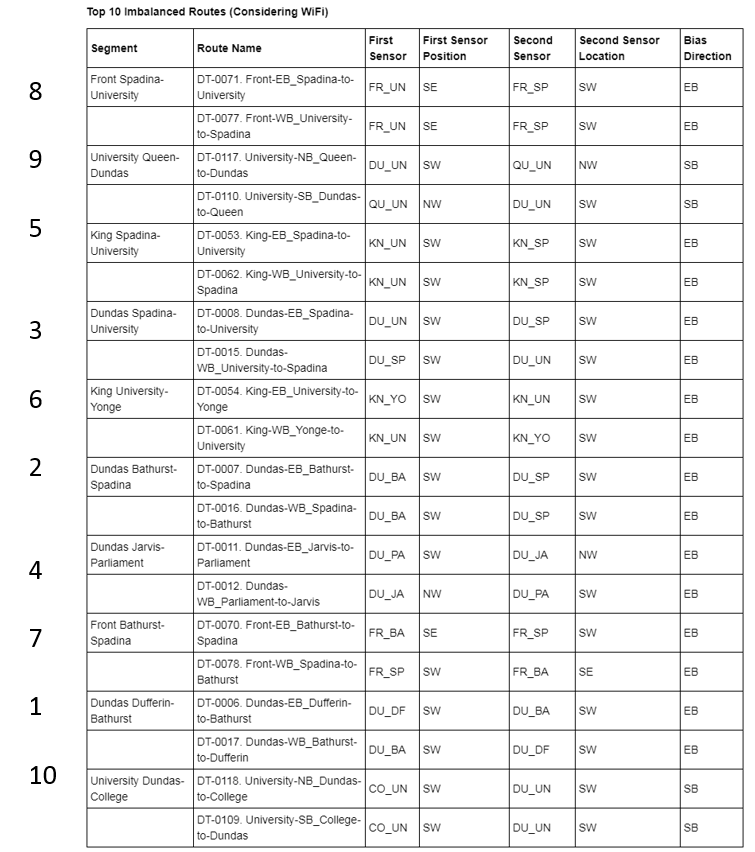 Top 10 Imbalanced Routes (Considering WiFi)
Segment Route Name First Sensor First Sensor Position Second Sensor Second Sensor Location Bias Direction
8 Front Spadina-University DT-0071. Front-EB_Spadina-to-University FR_UN SE FR_SP SW EB
DT-0077. Front-WB_University-to-Spadina FR_UN SE FR_SP SW EB
9 University Queen-Dundas DT-0117. University-NB_Queen-to-Dundas DU_UN SW QU_UN NW SB
DT-0110. University-SB_Dundas-to-Queen QU_UN NW DU_UN SW SB
5 King Spadina-University DT-0053. King-EB_Spadina-to-University KN_UN SW KN_SP SW EB
DT-0062. King-WB_University-to-Spadina KN_UN SW KN_SP SW EB
3 Dundas Spadina-University DT-0008. Dundas-EB_Spadina-to-University DU_UN SW DU_SP SW EB
DT-0015. Dundas-WB_University-to-Spadina DU_SP SW DU_UN SW EB
6 King University-Yonge DT-0054. King-EB_University-to-Yonge KN_YO SW KN_UN SW EB
DT-0061. King-WB_Yonge-to-University KN_UN SW KN_YO SW EB
2 Dundas Bathurst-Spadina DT-0007. Dundas-EB_Bathurst-to-Spadina DU_BA SW DU_SP SW EB
DT-0016. Dundas-WB_Spadina-to-Bathurst DU_BA SW DU_SP SW EB
4 Dundas Jarvis-Parliament DT-0011. Dundas-EB_Jarvis-to-Parliament DU_PA SW DU_JA NW EB
DT-0012. Dundas-WB_Parliament-to-Jarvis DU_JA NW DU_PA SW EB
7 Front Bathurst-Spadina DT-0070. Front-EB_Bathurst-to-Spadina FR_BA SE FR_SP SW EB
DT-0078. Front-WB_Spadina-to-Bathurst FR_SP SW FR_BA SE EB
1 Dundas Dufferin-Bathurst DT-0006. Dundas-EB_Dufferin-to-Bathurst DU_DF SW DU_BA SW EB
DT-0017. Dundas-WB_Bathurst-to-Dufferin DU_BA SW DU_DF SW EB
10 University Dundas-College DT-0118. University-NB_Dundas-to-College CO_UN SW DU_UN SW SB
DT-0109. University-SB_College-to-Dundas CO_UN SW DU_UN SW SB